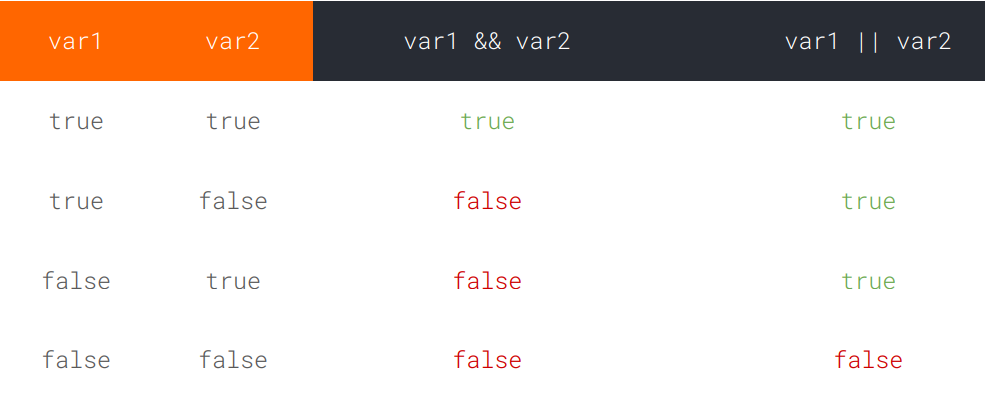 var1 var2 var1 && var2 var1 || var2
true true true true
true false false true
false true false true
false false false false